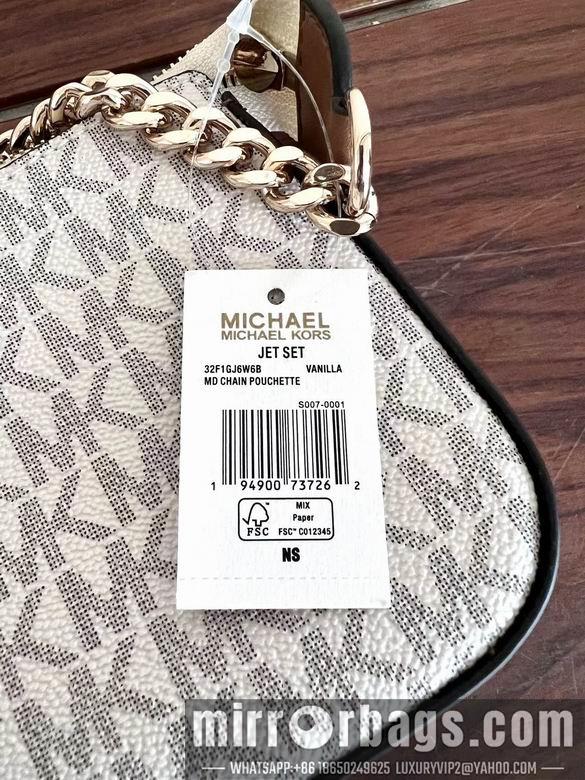 MICHAEL
MICHAEL KORS
JET SET
32F1GJ6W6B VANILLA
MD CHAIN POUCHETTE
S007-0001
1 94900 73726 2
FSC
MIX
Paper
FSC™ C012345
NS
mirrorbags.com
WHATSAPP:+86 18650249625 LUXURYVIP2@YAHOO.COM